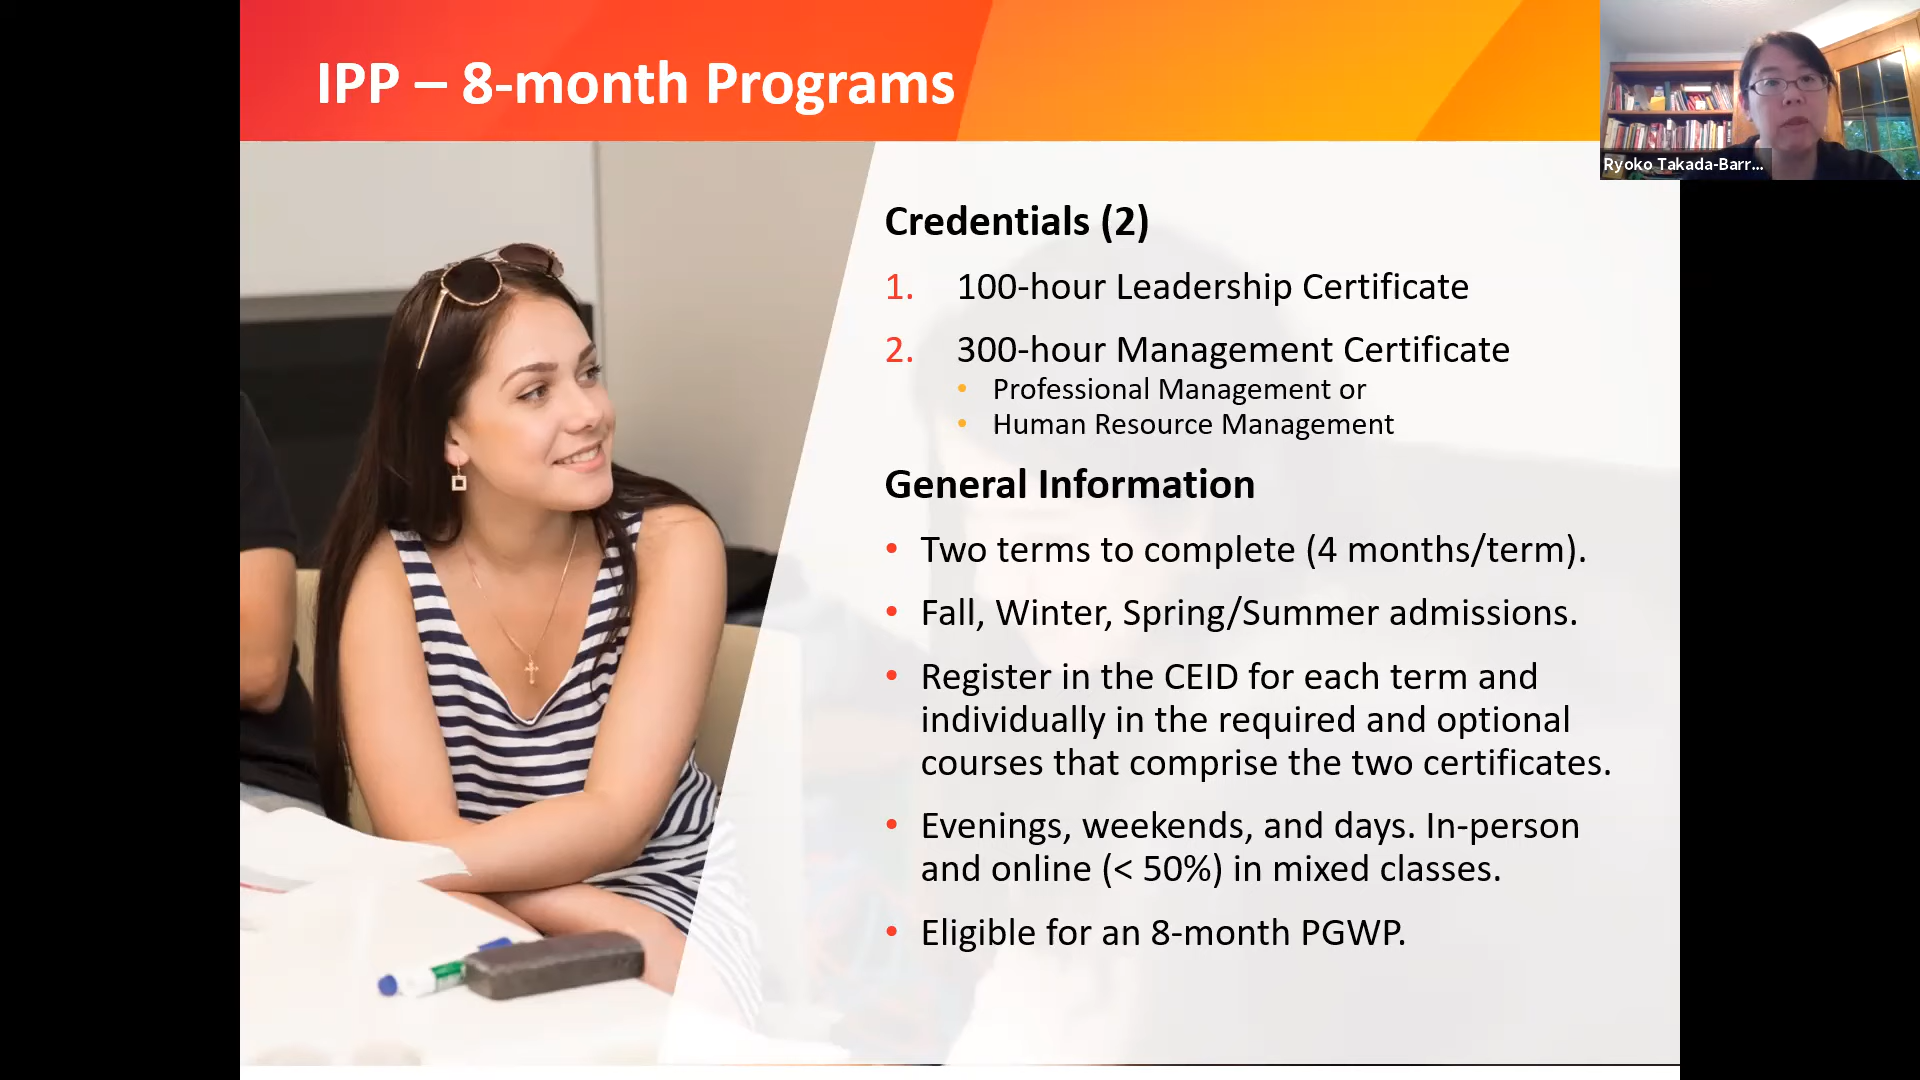 IPP – 8-month Programs
Ryoko Takada-Barr...
Credentials (2)
1. 100-hour Leadership Certificate
2. 300-hour Management Certificate
• Professional Management or
• Human Resource Management
General Information
• Two terms to complete (4 months/term).
• Fall, Winter, Spring/Summer admissions.
• Register in the CEID for each term and
individually in the required and optional
courses that comprise the two certificates.
• Evenings, weekends, and days. In-person
and online (< 50%) in mixed classes.
• Eligible for an 8-month PGWP.